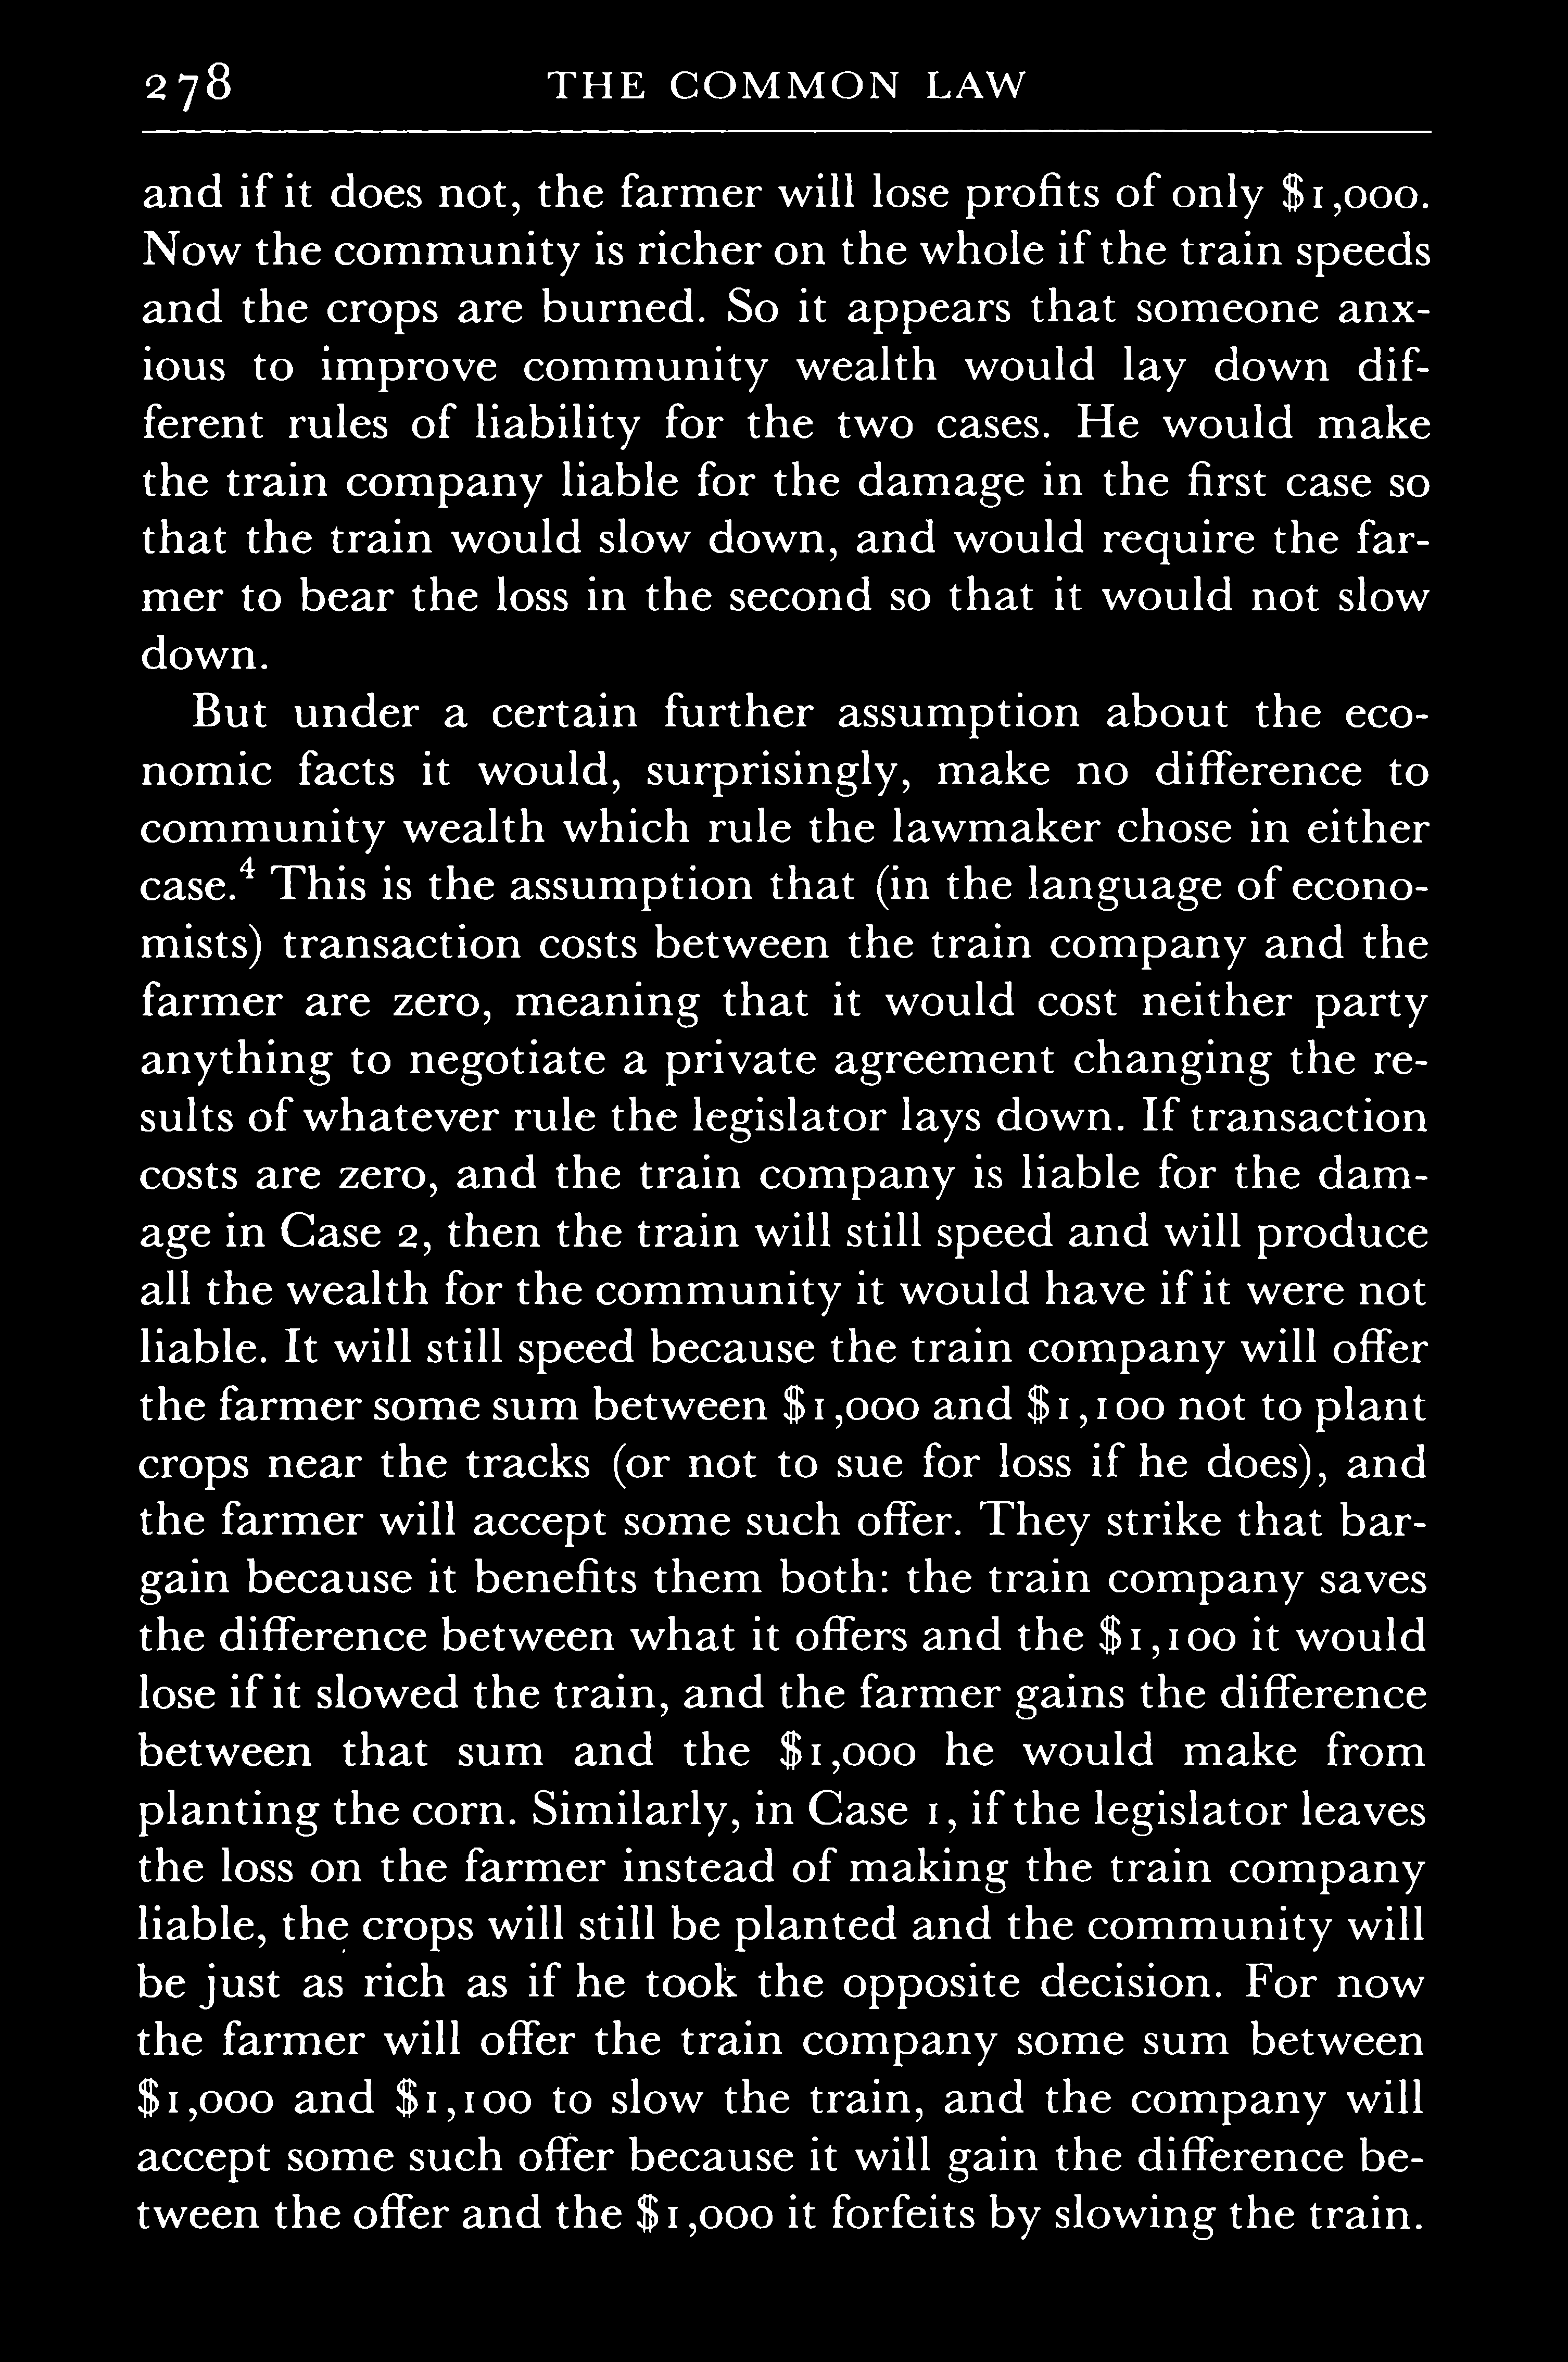 278 THE COMMON LAW
and if it does not, the farmer will lose profits of only $1,000.
Now the community is richer on the whole if the train speeds
and the crops are burned. So it appears that someone anx-
ious to improve community wealth would lay down dif-
ferent rules of liability for the two cases. He would make
the train company liable for the damage in the first case so
that the train would slow down, and would require the far-
mer to bear the loss in the second so that it would not slow
down.
But under a certain further assumption about the eco-
nomic facts it would, surprisingly, make no difference to
community wealth which rule the lawmaker chose in either
case.⁴ This is the assumption that (in the language of econo-
mists) transaction costs between the train company and the
farmer are zero, meaning that it would cost neither party
anything to negotiate a private agreement changing the re-
sults of whatever rule the legislator lays down. If transaction
costs are zero, and the train company is liable for the dam-
age in Case 2, then the train will still speed and will produce
all the wealth for the community it would have if it were not
liable. It will still speed because the train company will offer
the farmer some sum between $1,000 and $1,100 not to plant
crops near the tracks (or not to sue for loss if he does), and
the farmer will accept some such offer. They strike that bar-
gain because it benefits them both: the train company saves
the difference between what it offers and the $1,100 it would
lose if it slowed the train, and the farmer gains the difference
between that sum and the $1,000 he would make from
planting the corn. Similarly, in Case 1, if the legislator leaves
the loss on the farmer instead of making the train company
liable, the crops will still be planted and the community will
be just as rich as if he took the opposite decision. For now
the farmer will offer the train company some sum between
$1,000 and $1,100 to slow the train, and the company will
accept some such offer because it will gain the difference be-
tween the offer and the $1,000 it forfeits by slowing the train.